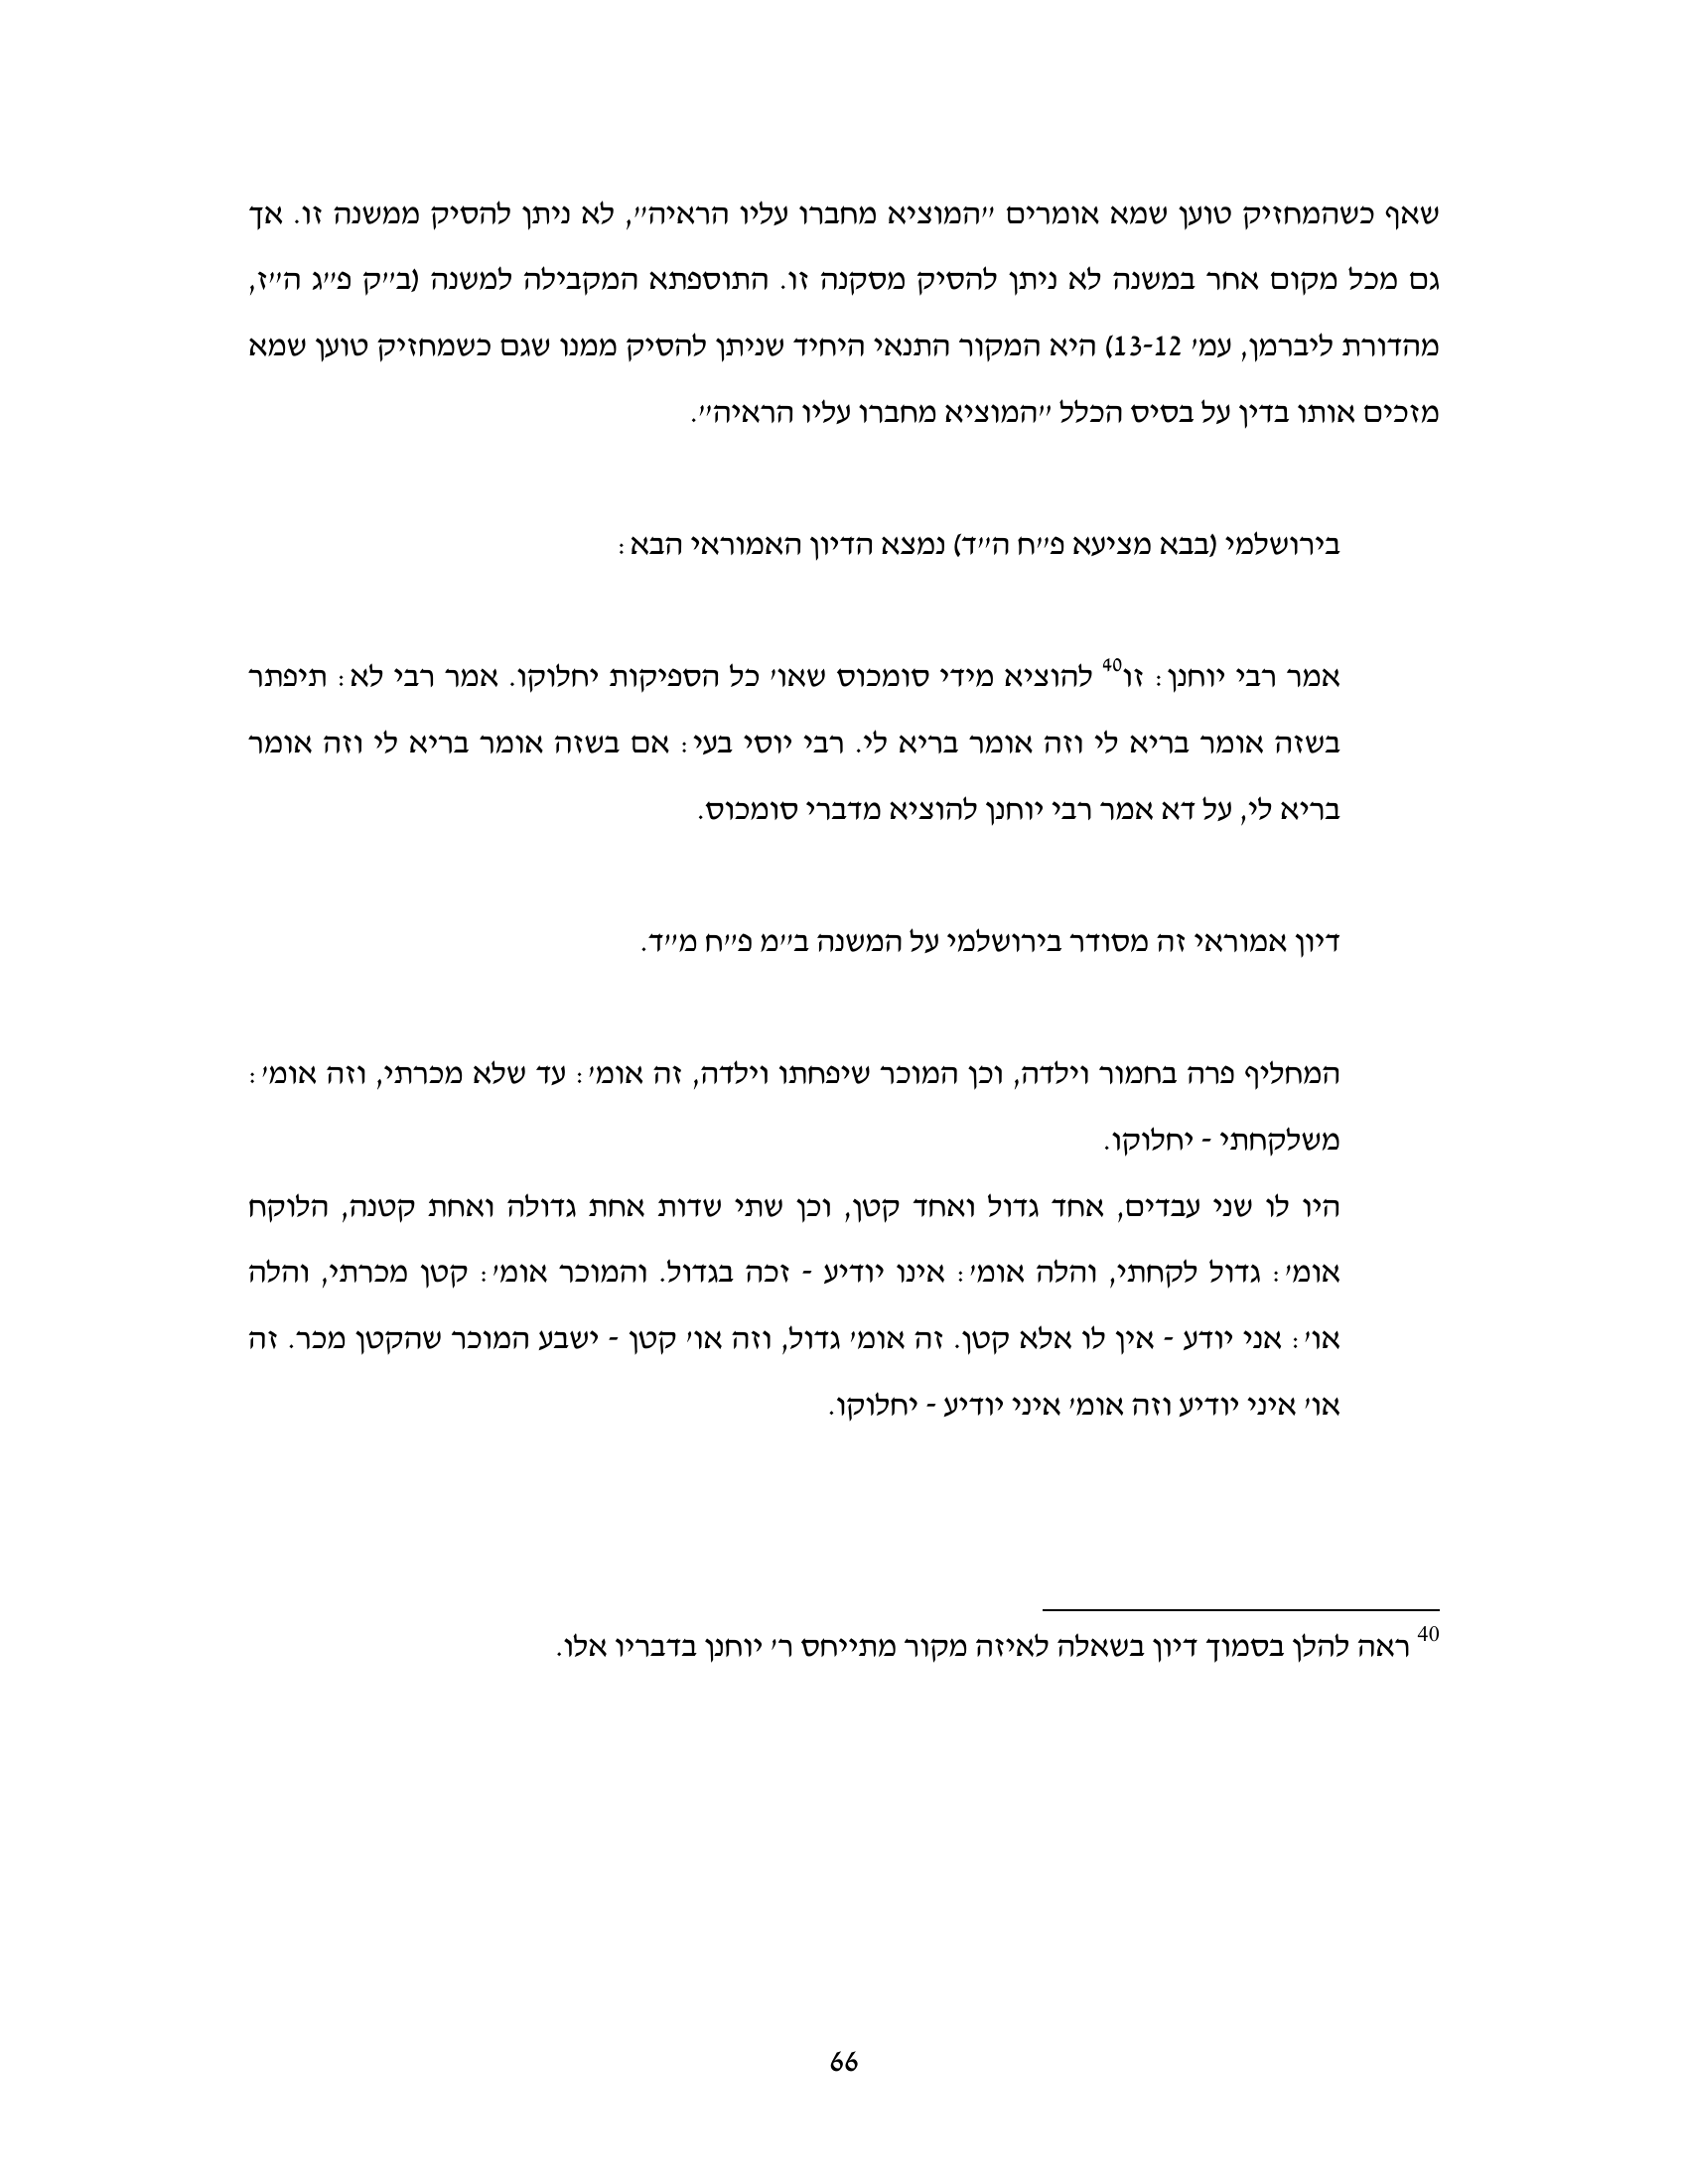 שאף כשהמחזיק טוען שמא אומרים ״המוציא מחברו עליו הראיה״, לא ניתן להסיק ממשנה זו. אך
גם מכל מקום אחר במשנה לא ניתן להסיק מסקנה זו. התוספתא המקבילה למשנה (ב״ק פ״ג ה״ז,
מהדורת ליברמן, עמ׳ 13-12) היא המקור התנאי היחיד שניתן להסיק ממנו שגם כשמחזיק טוען שמא
מזכים אותו בדין על בסיס הכלל ״המוציא מחברו עליו הראיה״.
בירושלמי (בבא מציעא פ״ח ה״ד) נמצא הדיון האמוראי הבא:
אמר רבי יוחנן: זו40 להוציא מידי סומכוס שאו׳ כל הספיקות יחלוקו. אמר רבי לא: תיפתר
בשזה אומר בריא לי וזה אומר בריא לי. רבי יוסי בעי: אם בשזה אומר בריא לי וזה אומר
בריא לי, על דא אמר רבי יוחנן להוציא מדברי סומכוס.
דיון אמוראי זה מסודר בירושלמי על המשנה ב״מ פ״ח מ״ד.
המחליף פרה בחמור וילדה, וכן המוכר שיפחתו וילדה, זה אומ׳: עד שלא מכרתי, וזה אומ׳:
משלקחתי - יחלוקו.
היו לו שני עבדים, אחד גדול ואחד קטן, וכן שתי שדות אחת גדולה ואחת קטנה, הלוקח
אומ׳: גדול לקחתי, והלה אומ׳: אינו יודיע - זכה בגדול. והמוכר אומ׳: קטן מכרתי, והלה
או׳: אני יודע - אין לו אלא קטן. זה אומ׳ גדול, וזה או׳ קטן - ישבע המוכר שהקטן מכר. זה
או׳ איני יודיע וזה אומ׳ איני יודיע - יחלוקו.
40 ראה להלן בסמוך דיון בשאלה לאיזה מקור מתייחס ר׳ יוחנן בדבריו אלו.
66